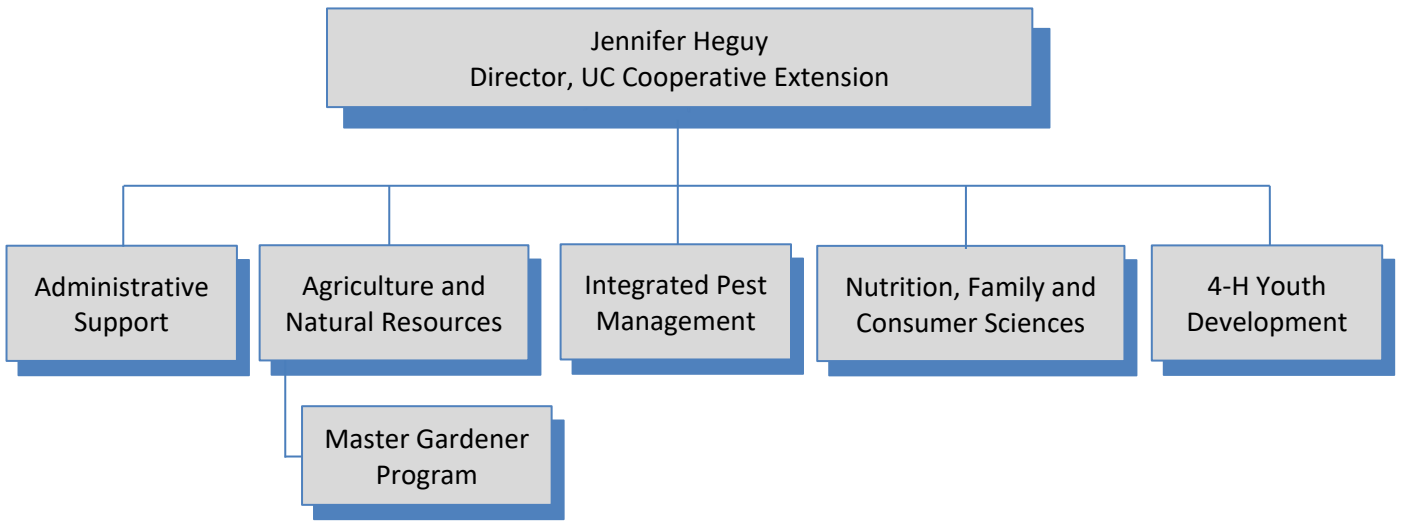 Jennifer Heguy
Director, UC Cooperative Extension
Administrative
Support
Agriculture and
Natural Resources
Integrated Pest
Management
Nutrition, Family and
Consumer Sciences
4-H Youth
Development
Master Gardener
Program